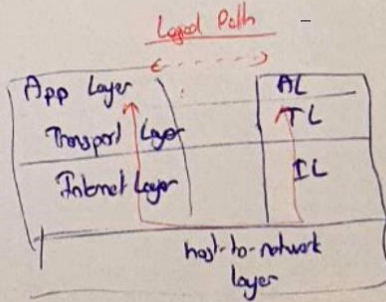 Logical Path
App Layer AL
Transport Layer TL
Internet Layer IL
host-to-network
layer